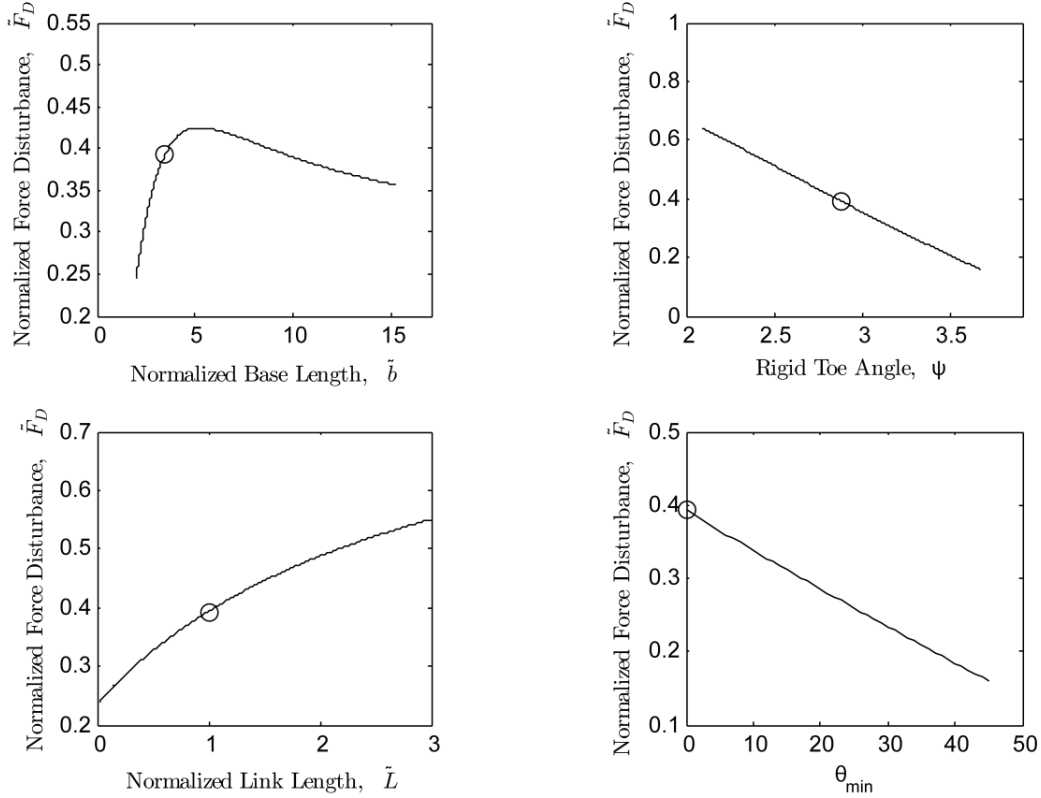 Normalized Force Disturbance, F̃_D
0.55
0.5
0.45
0.4
0.35
0.3
0.25
0.2
0 5 10 15
Normalized Base Length, b̃
Normalized Force Disturbance, F̃_D
1
0.8
0.6
0.4
0.2
0
2 2.5 3 3.5
Rigid Toe Angle, ψ
Normalized Force Disturbance, F̃_D
0.7
0.6
0.5
0.4
0.3
0.2
0 1 2 3
Normalized Link Length, L̃
Normalized Force Disturbance, F̃_D
0.5
0.4
0.3
0.2
0.1
0 10 20 30 40 50
θ_min